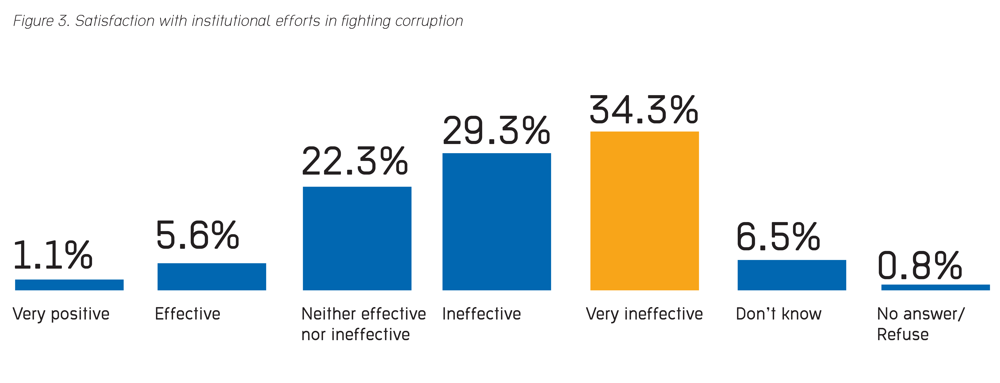 Figure 3. Satisfaction with institutional efforts in fighting corruption
1.1%
5.6%
22.3%
29.3%
34.3%
6.5%
0.8%
Very positive
Effective
Neither effective
nor ineffective
Ineffective
Very ineffective
Don’t know
No answer/
Refuse